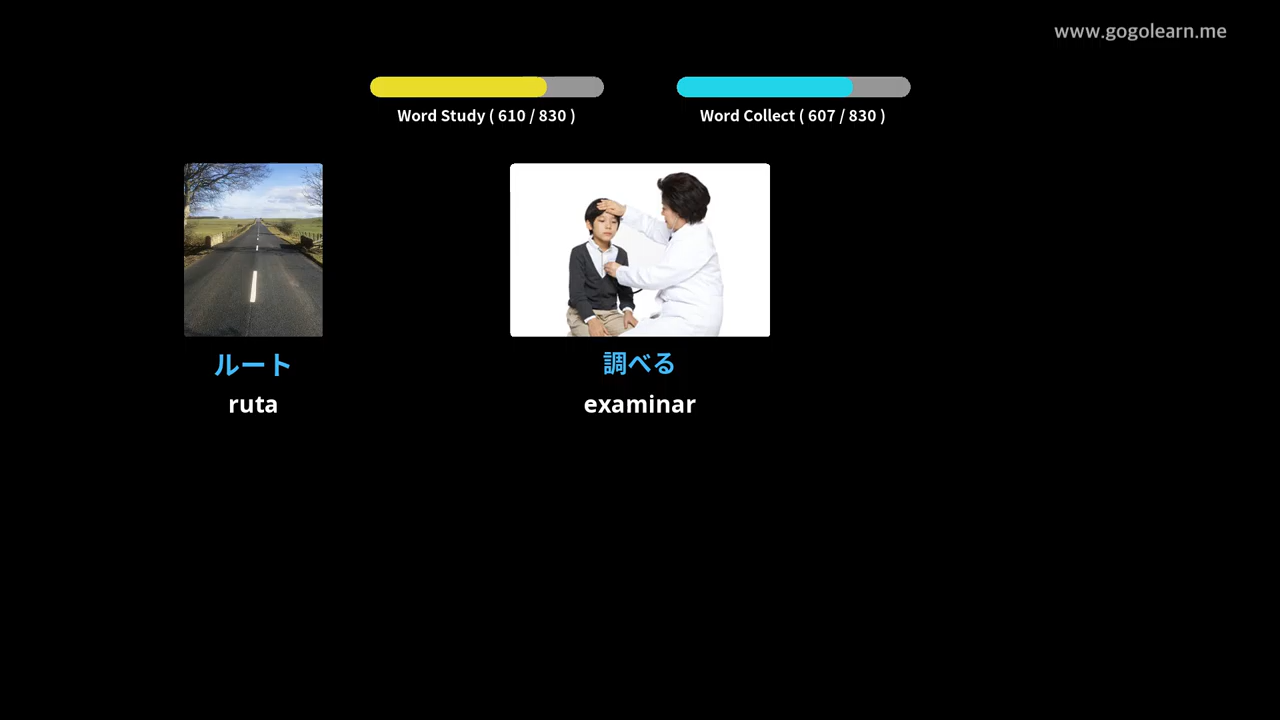 www.gogolearn.me
Word Study ( 610 / 830 )
Word Collect ( 607 / 830 )
ルート
ruta
調べる
examinar